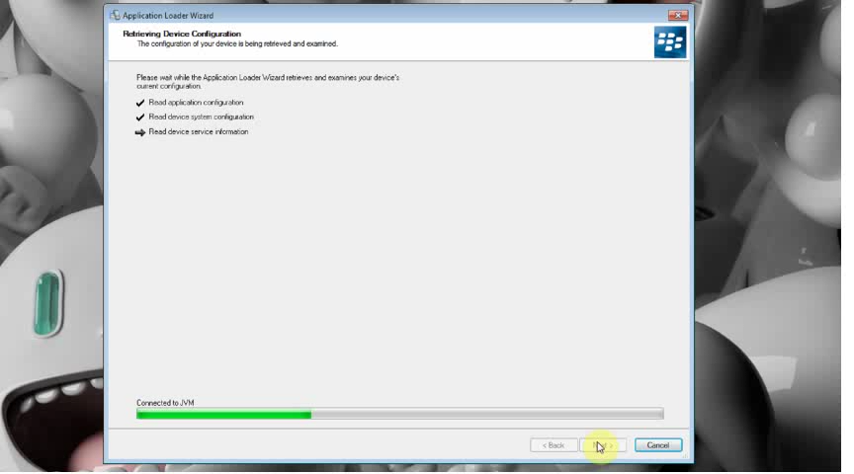 Application Loader Wizard
Retrieving Device Configuration
The configuration of your device is being retrieved and examined.
Please wait while the Application Loader Wizard retrieves and examines your device's
current configuration.
Read application configuration
Read device system configuration
Read device service information
Connected to JVM
< Back
Cancel